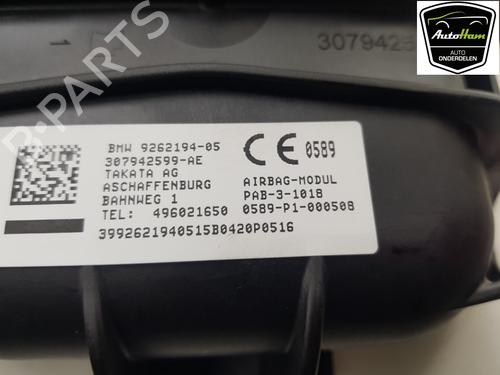 AutoHam
AUTO
ONDERDELEN
3079425
B-PARTS
BMW 9262194-05
307942599-AE
TAKATA AG
ASCHAFFENBURG
BAHNWEG 1
TEL: 496021650
CE 0589
AIRBAG-MODUL
PAB-3-1018
0589-P1-000508
3992621940515B0420P0516